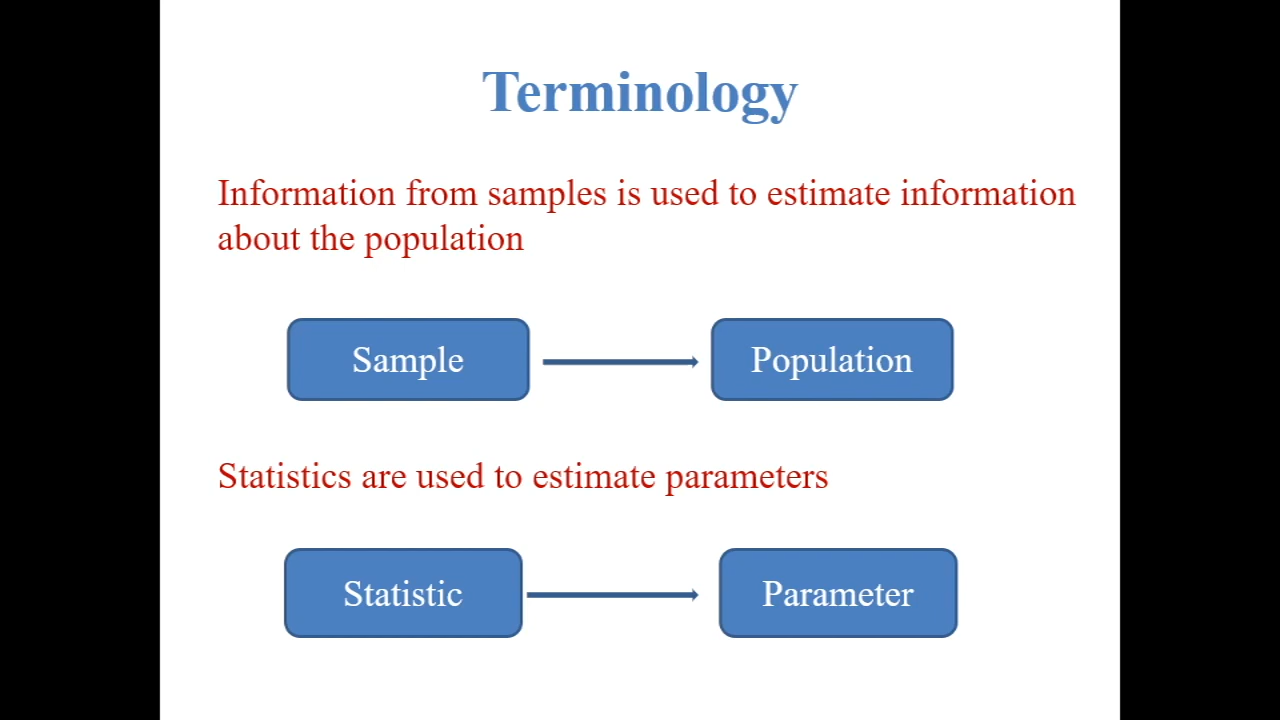 Terminology
Information from samples is used to estimate information
about the population
Sample
Population
Statistics are used to estimate parameters
Statistic
Parameter